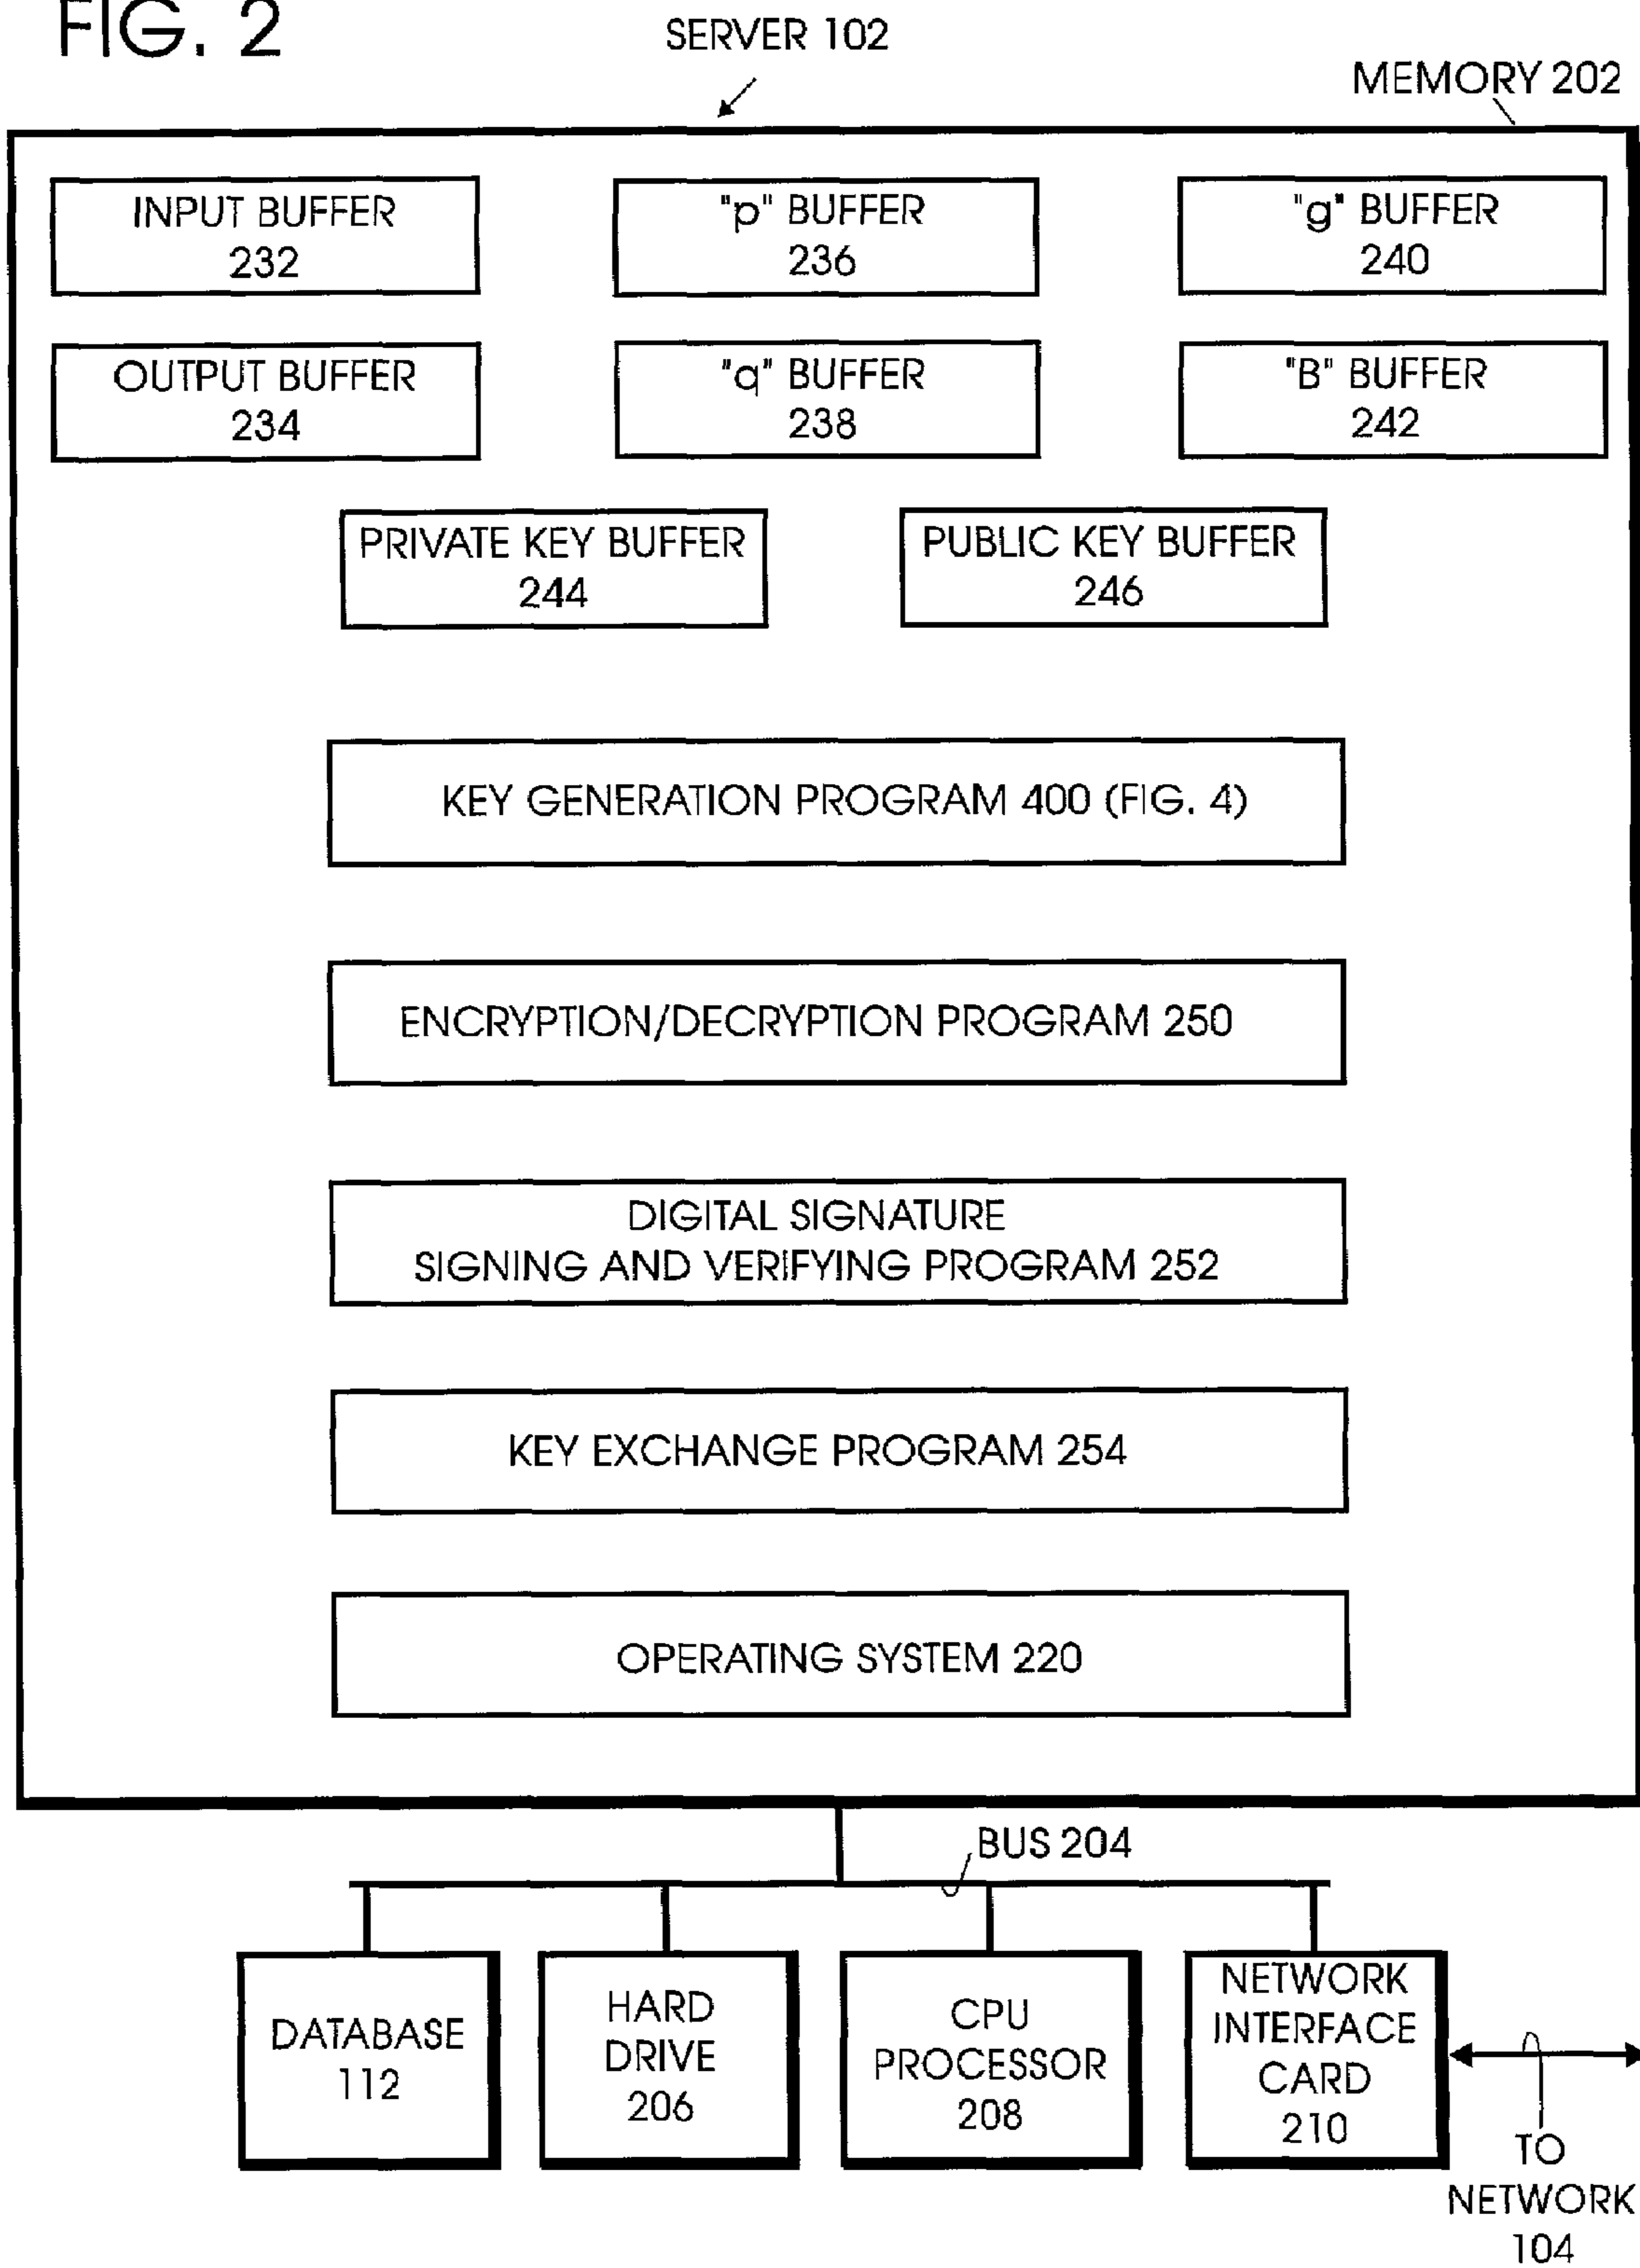 FIG. 2
SERVER 102
MEMORY 202
INPUT BUFFER
232
"p" BUFFER
236
"g" BUFFER
240
OUTPUT BUFFER
234
"q" BUFFER
238
"B" BUFFER
242
PRIVATE KEY BUFFER
244
PUBLIC KEY BUFFER
246
KEY GENERATION PROGRAM 400 (FIG. 4)
ENCRYPTION/DECRYPTION PROGRAM 250
DIGITAL SIGNATURE
SIGNING AND VERIFYING PROGRAM 252
KEY EXCHANGE PROGRAM 254
OPERATING SYSTEM 220
BUS 204
DATABASE
112
HARD
DRIVE
206
CPU
PROCESSOR
208
NETWORK
INTERFACE
CARD
210
TO
NETWORK
104